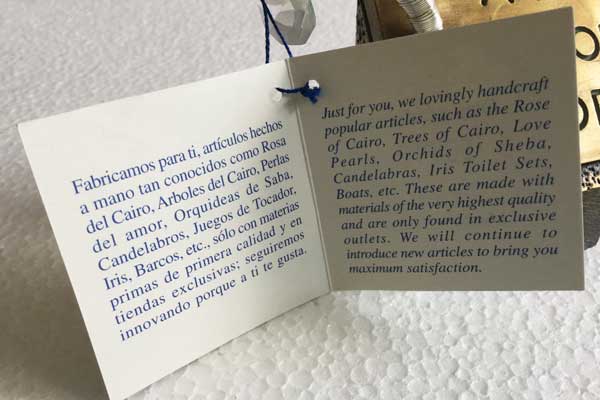 Fabricamos para ti, artículos hechos
a mano tan conocidos como Rosa
del Cairo, Arboles del Cairo, Perlas
del amor, Orquideas de Saba,
Candelabros, Juegos de Tocador,
Iris, Barcos, etc., sólo con materias
primas de primera calidad y en
tiendas exclusivas; seguiremos
innovando porque a ti te gusta.
Just for you, we lovingly handcraft
popular articles, such as the Rose
of Cairo, Trees of Cairo, Love
Pearls, Orchids of Sheba,
Candelabras, Iris Toilet Sets,
Boats, etc. These are made with
materials of the very highest quality
and are only found in exclusive
outlets. We will continue to
introduce new articles to bring you
maximum satisfaction.